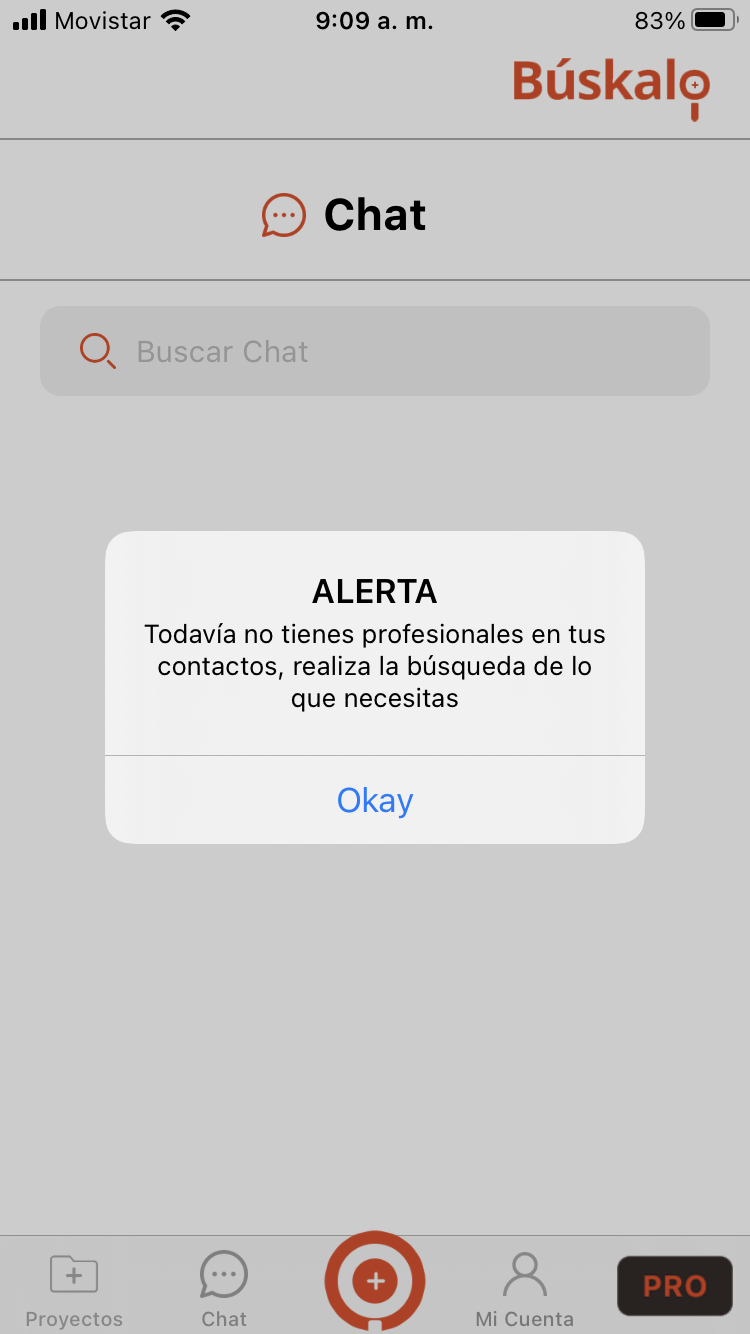 Movistar 9:09 a. m. 83%
Búskalo
Chat
Buscar Chat
ALERTA
Todavía no tienes profesionales en tus
contactos, realiza la búsqueda de lo
que necesitas
Okay
Proyectos Chat Mi Cuenta PRO